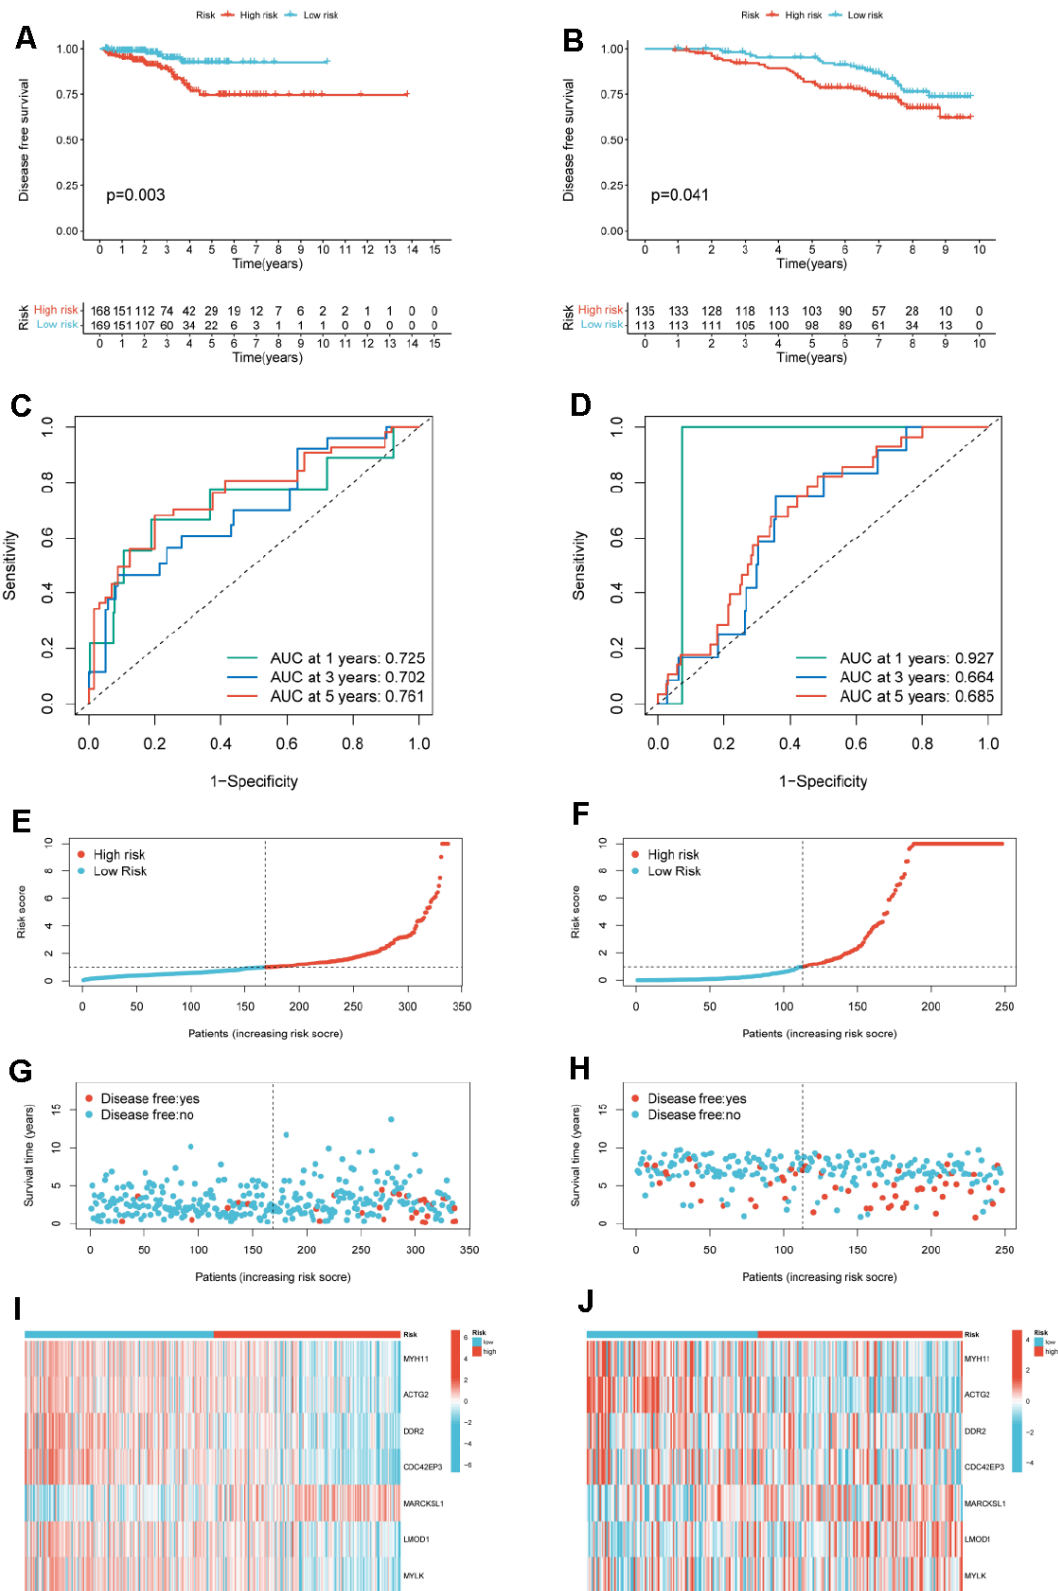 Risk High risk Low risk
A
Disease free survival
1.00
0.75
0.50
0.25
0.00
p=0.003
0 1 2 3 4 5 6 7 8 9 10 11 12 13 14 15
Time(years)
Risk
High risk 168 151 112 74 42 29 19 12 7 6 2 2 1 1 0 0
Low risk 169 151 107 60 34 22 6 3 1 1 1 0 0 0 0 0
0 1 2 3 4 5 6 7 8 9 10 11 12 13 14 15
Time(years)
Risk High risk Low risk
B
Disease free survival
1.00
0.75
0.50
0.25
0.00
p=0.041
0 1 2 3 4 5 6 7 8 9 10
Time(years)
Risk
High risk 135 133 128 118 113 103 90 57 28 10 0
Low risk 113 113 111 105 100 98 89 61 34 13 0
0 1 2 3 4 5 6 7 8 9 10
Time(years)
C
Sensitivity
1.0
0.8
0.6
0.4
0.2
0.0
AUC at 1 years: 0.725
AUC at 3 years: 0.702
AUC at 5 years: 0.761
0.0 0.2 0.4 0.6 0.8 1.0
1−Specificity
D
Sensitivity
1.0
0.8
0.6
0.4
0.2
0.0
AUC at 1 years: 0.927
AUC at 3 years: 0.664
AUC at 5 years: 0.685
0.0 0.2 0.4 0.6 0.8 1.0
1−Specificity
E
Risk score
10
8
6
4
2
0
High risk
Low Risk
0 50 100 150 200 250 300 350
Patients (increasing risk socre)
F
Risk score
10
8
6
4
2
0
High risk
Low Risk
0 50 100 150 200 250
Patients (increasing risk socre)
G
Survival time (years)
15
10
5
0
Disease free:yes
Disease free:no
0 50 100 150 200 250 300 350
Patients (increasing risk socre)
H
Survival time (years)
15
10
5
0
Disease free:yes
Disease free:no
0 50 100 150 200 250
Patients (increasing risk socre)
I
Risk
MYH11
ACTG2
DDR2
CDC42EP3
MARCKSL1
LMOD1
MYLK
6
4
2
0
−2
−4
−6
Risk
low
high
J
Risk
MYH11
ACTG2
DDR2
CDC42EP3
MARCKSL1
LMOD1
MYLK
4
2
0
−2
−4
Risk
low
high